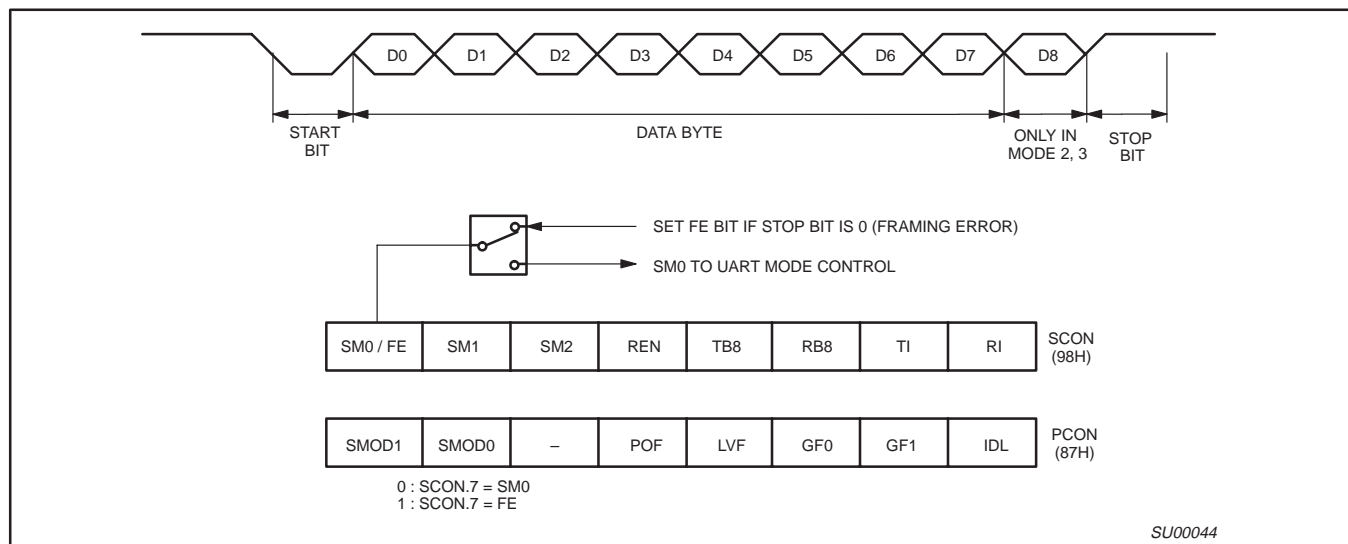 D0 D1 D2 D3 D4 D5 D6 D7 D8
START
BIT
DATA BYTE
ONLY IN
MODE 2, 3
STOP
BIT
SET FE BIT IF STOP BIT IS 0 (FRAMING ERROR)
SM0 TO UART MODE CONTROL
SM0 / FE SM1 SM2 REN TB8 RB8 TI RI
SCON
(98H)
SMOD1 SMOD0 – POF LVF GF0 GF1 IDL
PCON
(87H)
0 : SCON.7 = SM0
1 : SCON.7 = FE
SU00044